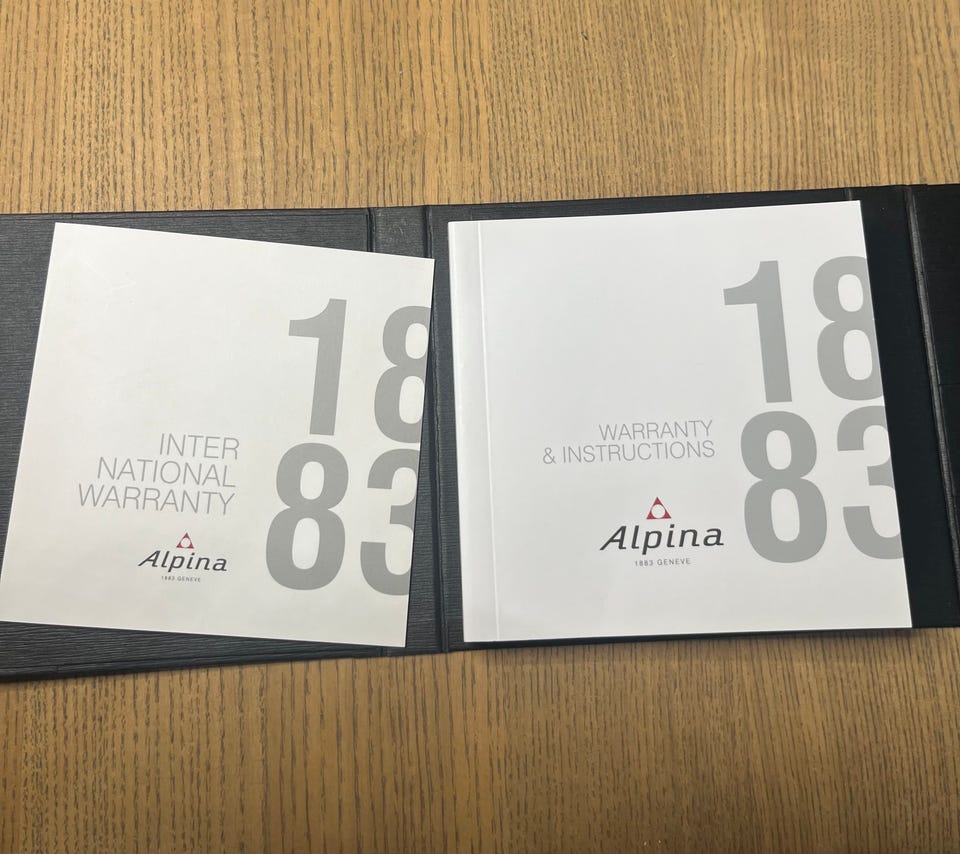 INTER
NATIONAL
WARRANTY
Alpina
1883 GENEVE
18
83
WARRANTY
& INSTRUCTIONS
Alpina
1883 GENEVE
18
83